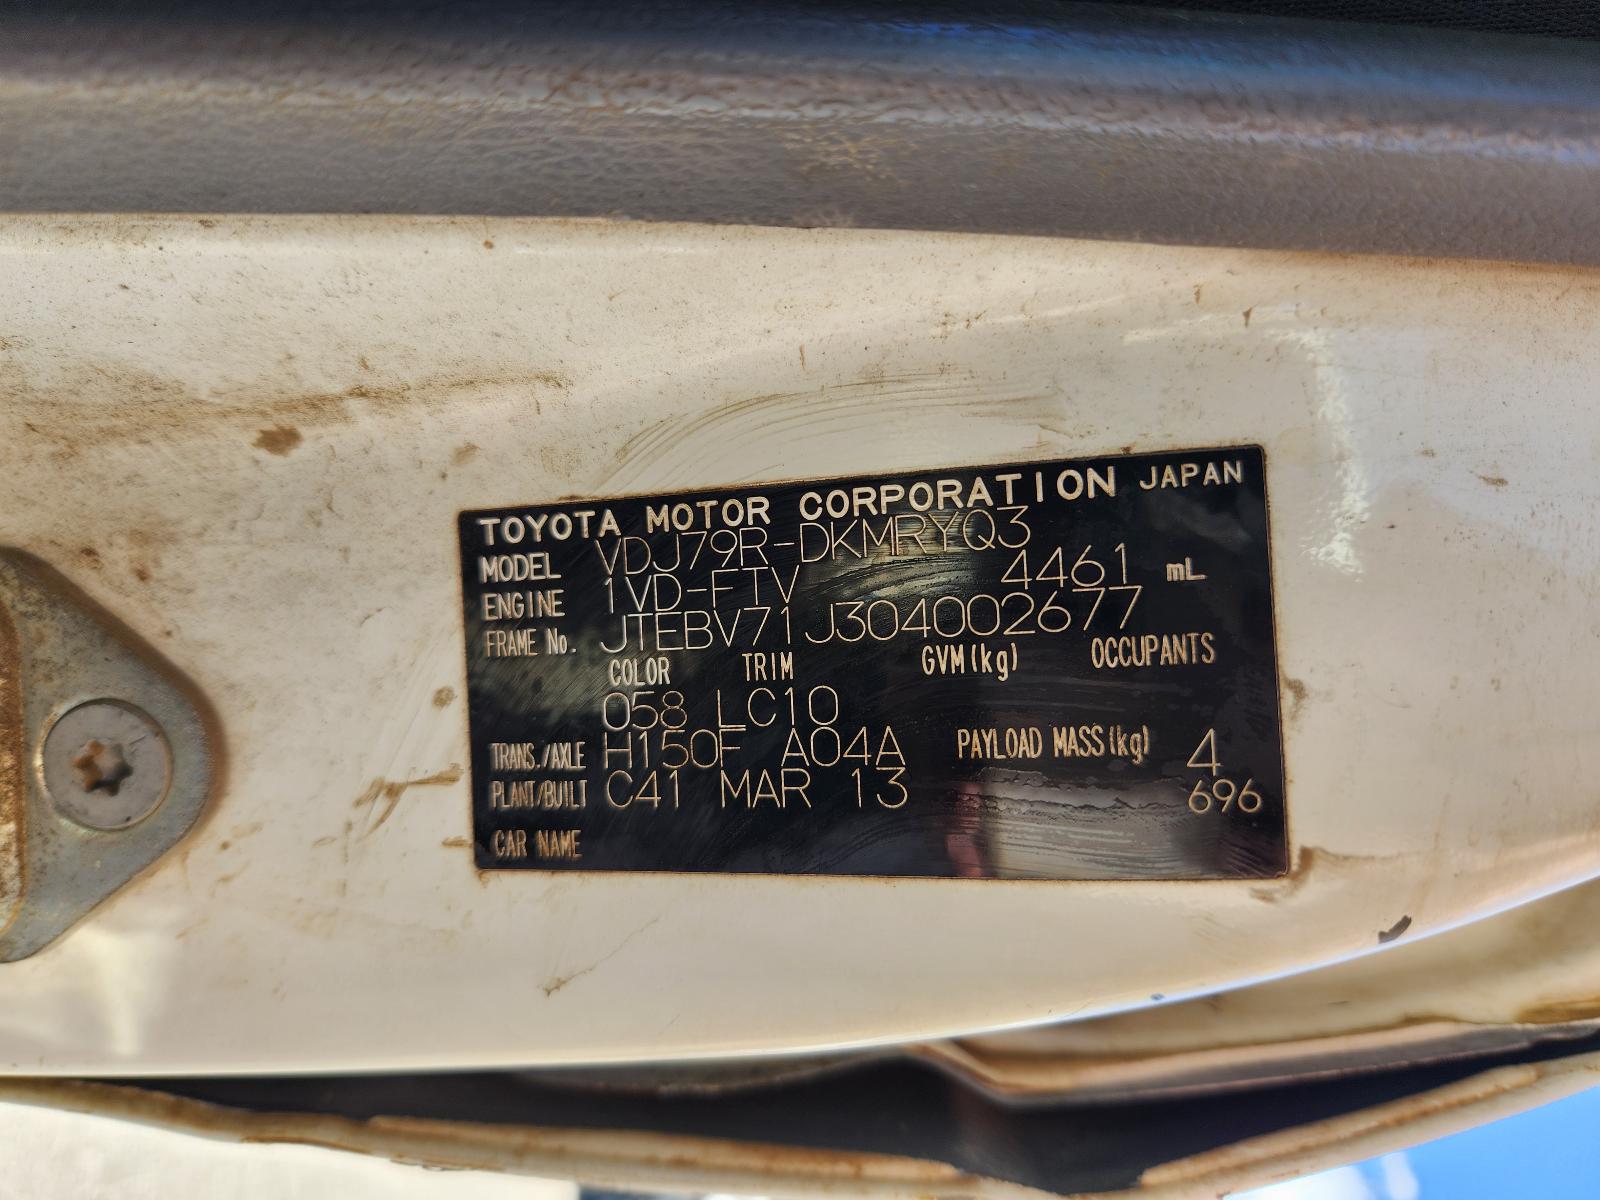 TOYOTA MOTOR CORPORATION JAPAN
MODEL VDJ79R-DKMRYQ3
ENGINE 1VD-FTV 4461 mL
FRAME No. JTEBV71J304002677
COLOR TRIM GVM(kg) OCCUPANTS
058 LC10
TRANS./AXLE H150F A04A PAYLOAD MASS(kg) 4
PLANT/BUILT C41 MAR 13 696
CAR NAME